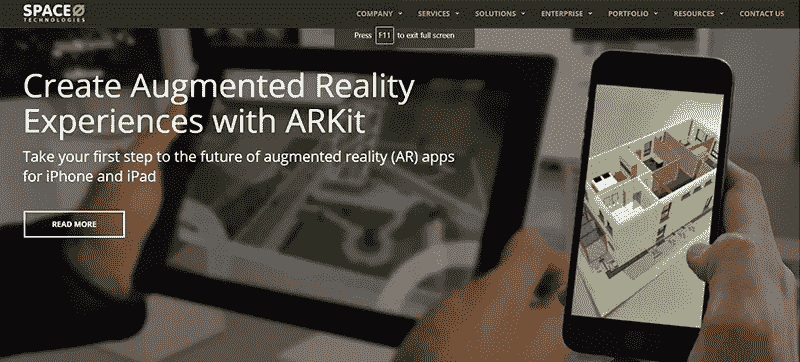 SPACEØ
TECHNOLOGIES
COMPANY SERVICES SOLUTIONS ENTERPRISE PORTFOLIO RESOURCES CONTACT US
Press F11 to exit full screen
Create Augmented Reality
Experiences with ARKit
Take your first step to the future of augmented reality (AR) apps
for iPhone and iPad
READ MORE